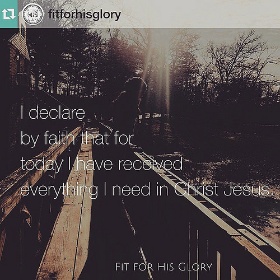 fitforhisglory
I declare
by faith that for
today I have received
everything I need in Christ Jesus.
FIT FOR HIS GLORY